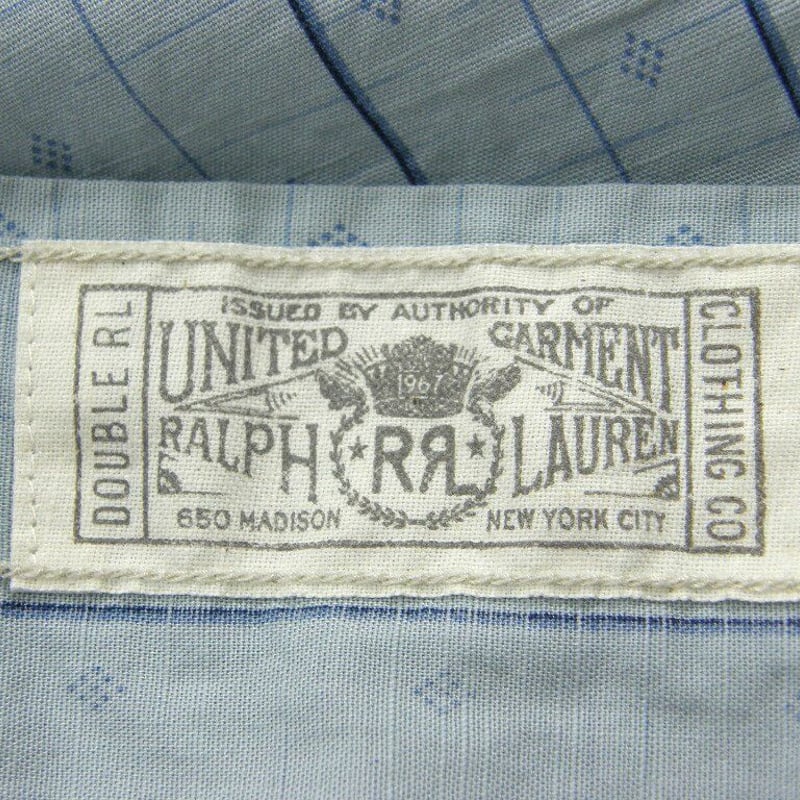 DOUBLE RL
ISSUED BY AUTHORITY OF
UNITED GARMENT
1967
RALPH RRL LAUREN
650 MADISON NEW YORK CITY
CLOTHING CO